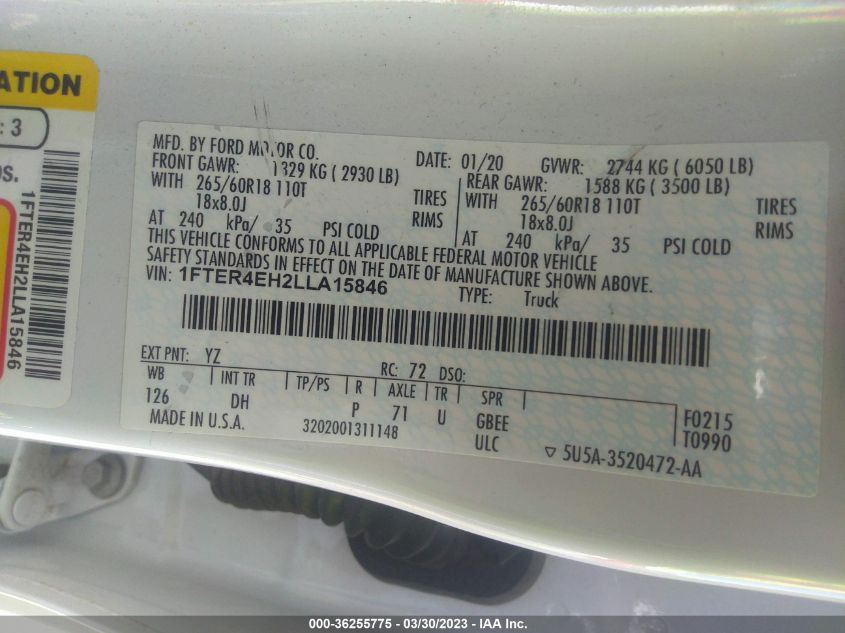 ATION
: 3
OS.
1FTER4EH2LLA15846
MFD. BY FORD MOTOR CO.
DATE: 01/20 GVWR: 2744 KG ( 6050 LB)
FRONT GAWR: 1329 KG ( 2930 LB)
REAR GAWR: 1588 KG ( 3500 LB)
WITH 265/60R18 110T TIRES
WITH 265/60R18 110T TIRES
18x8.0J RIMS
18x8.0J RIMS
AT 240 kPa/ 35 PSI COLD
AT 240 kPa/ 35 PSI COLD
THIS VEHICLE CONFORMS TO ALL APPLICABLE FEDERAL MOTOR VEHICLE
SAFETY STANDARDS IN EFFECT ON THE DATE OF MANUFACTURE SHOWN ABOVE.
VIN: 1FTER4EH2LLA15846
TYPE: Truck
EXT PNT: YZ RC: 72 DSO:
WB INT TR TP/PS R AXLE TR SPR
126 DH P 71 U GBEE F0215
MADE IN U.S.A. 3202001311148 ULC T0990
▽ 5U5A-3520472-AA
000-36255775 - 03/30/2023 - IAA Inc.